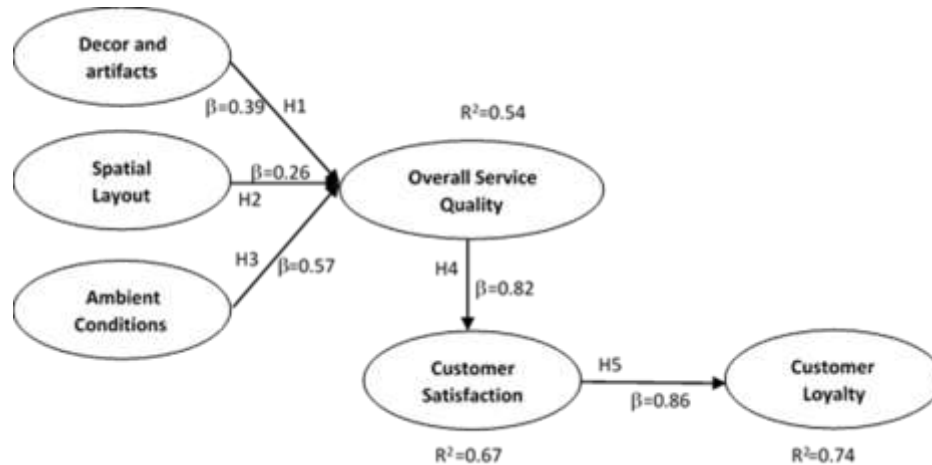 Decor and
artifacts
β=0.39
H1
R²=0.54
Spatial
Layout
β=0.26
H2
Overall Service
Quality
H3
β=0.57
Ambient
Conditions
H4
β=0.82
Customer
Satisfaction
H5
β=0.86
Customer
Loyalty
R²=0.67
R²=0.74